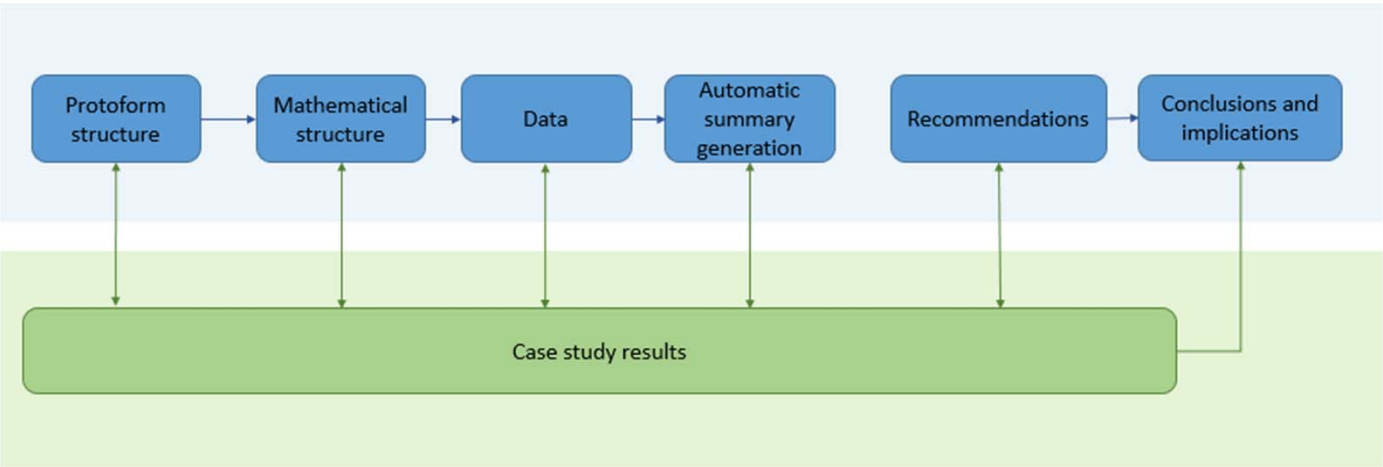 Protoform
structure
Mathematical
structure
Data
Automatic
summary
generation
Recommendations
Conclusions and
implications
Case study results